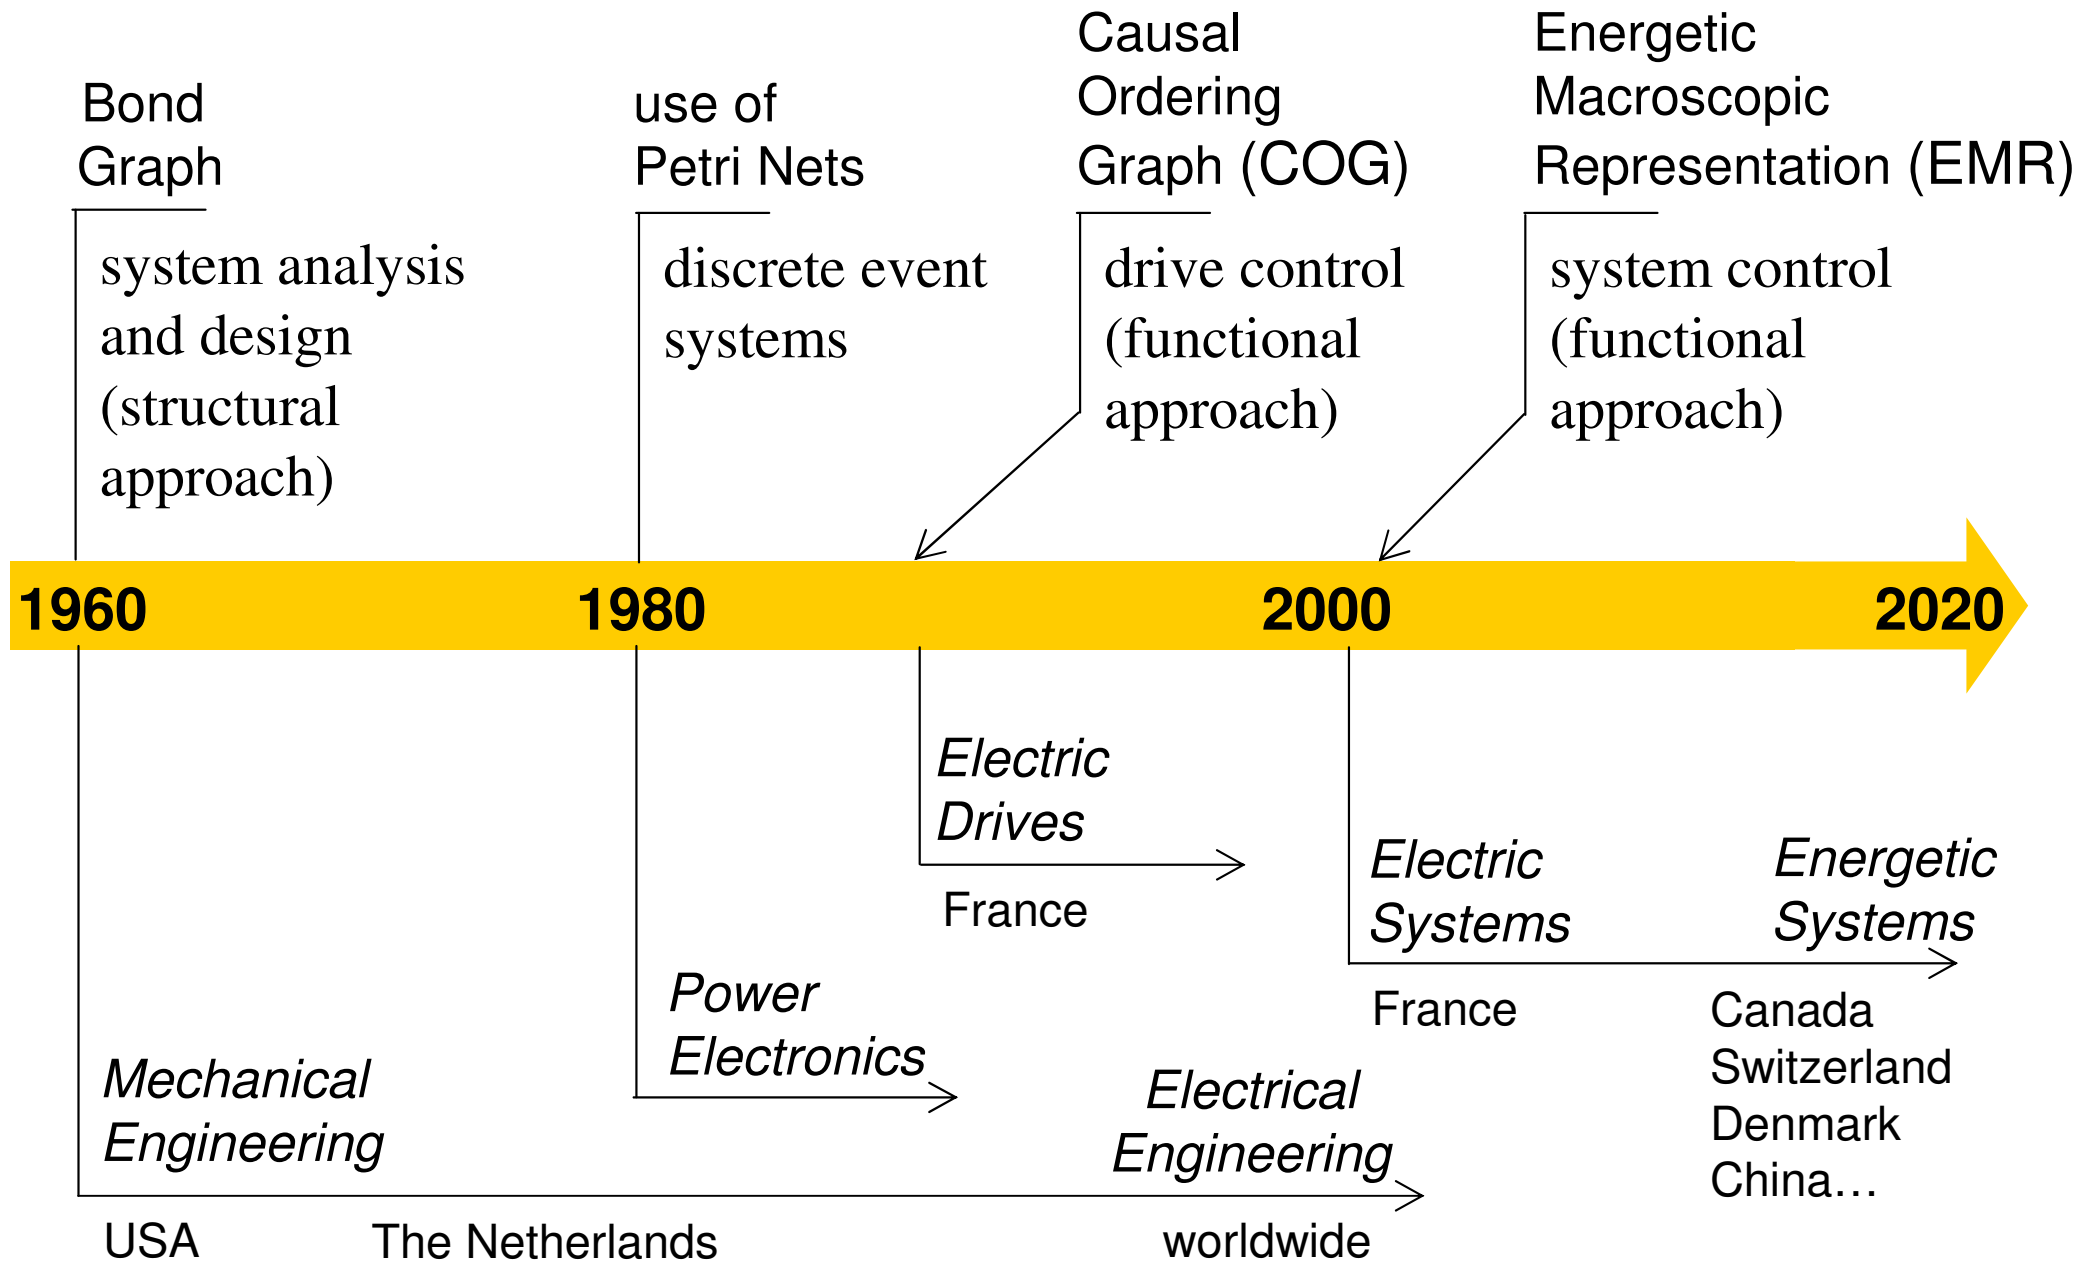 Bond
Graph
system analysis
and design
(structural
approach)
use of
Petri Nets
discrete event
systems
Causal
Ordering
Graph (COG)
drive control
(functional
approach)
Energetic
Macroscopic
Representation (EMR)
system control
(functional
approach)
1960
1980
2000
2020
Mechanical
Engineering
USA
The Netherlands
Electrical
Engineering
worldwide
Power
Electronics
Electric
Drives
France
Electric
Systems
France
Energetic
Systems
Canada
Switzerland
Denmark
China…